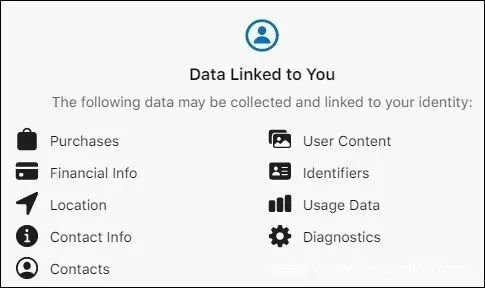 Data Linked to You
The following data may be collected and linked to your identity:
Purchases
Financial Info
Location
Contact Info
Contacts
User Content
Identifiers
Usage Data
Diagnostics